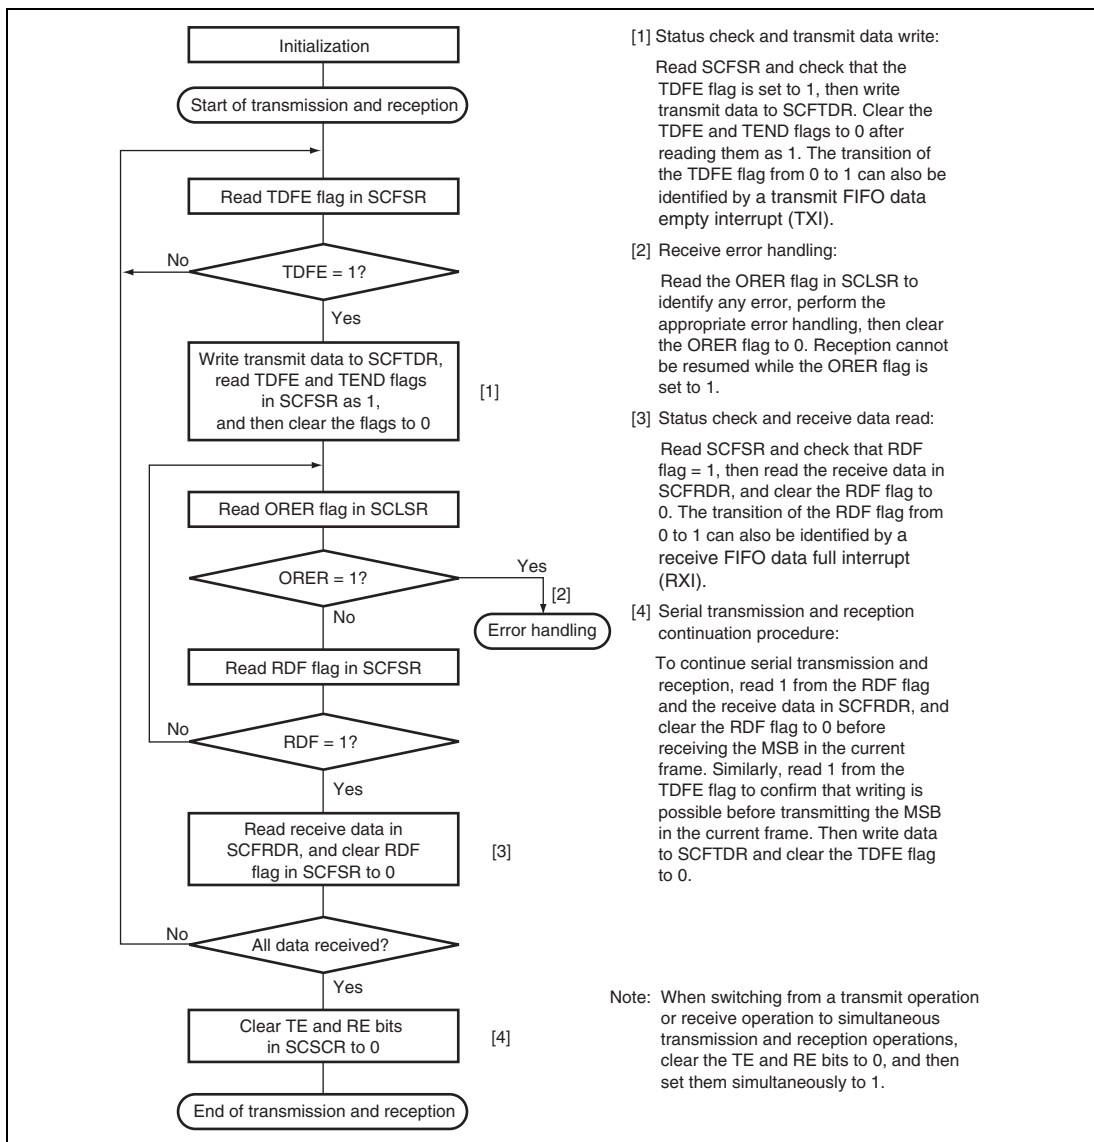 Initialization
Start of transmission and reception
Read TDFE flag in SCFSR
No
TDFE = 1?
Yes
Write transmit data to SCFTDR,
read TDFE and TEND flags
in SCFSR as 1,
and then clear the flags to 0
[1]
Read ORER flag in SCLSR
ORER = 1?
Yes
[2]
Error handling
No
Read RDF flag in SCFSR
No
RDF = 1?
Yes
Read receive data in
SCFRDR, and clear RDF
flag in SCFSR to 0
[3]
No
All data received?
Yes
Clear TE and RE bits
in SCSCR to 0
[4]
End of transmission and reception
[1] Status check and transmit data write:
Read SCFSR and check that the
TDFE flag is set to 1, then write
transmit data to SCFTDR. Clear the
TDFE and TEND flags to 0 after
reading them as 1. The transition of
the TDFE flag from 0 to 1 can also be
identified by a transmit FIFO data
empty interrupt (TXI).
[2] Receive error handling:
Read the ORER flag in SCLSR to
identify any error, perform the
appropriate error handling, then clear
the ORER flag to 0. Reception cannot
be resumed while the ORER flag is
set to 1.
[3] Status check and receive data read:
Read SCFSR and check that RDF
flag = 1, then read the receive data in
SCFRDR, and clear the RDF flag to
0. The transition of the RDF flag from
0 to 1 can also be identified by a
receive FIFO data full interrupt
(RXI).
[4] Serial transmission and reception
continuation procedure:
To continue serial transmission and
reception, read 1 from the RDF flag
and the receive data in SCFRDR, and
clear the RDF flag to 0 before
receiving the MSB in the current
frame. Similarly, read 1 from the
TDFE flag to confirm that writing is
possible before transmitting the MSB
in the current frame. Then write data
to SCFTDR and clear the TDFE flag
to 0.
Note: When switching from a transmit operation
or receive operation to simultaneous
transmission and reception operations,
clear the TE and RE bits to 0, and then
set them simultaneously to 1.